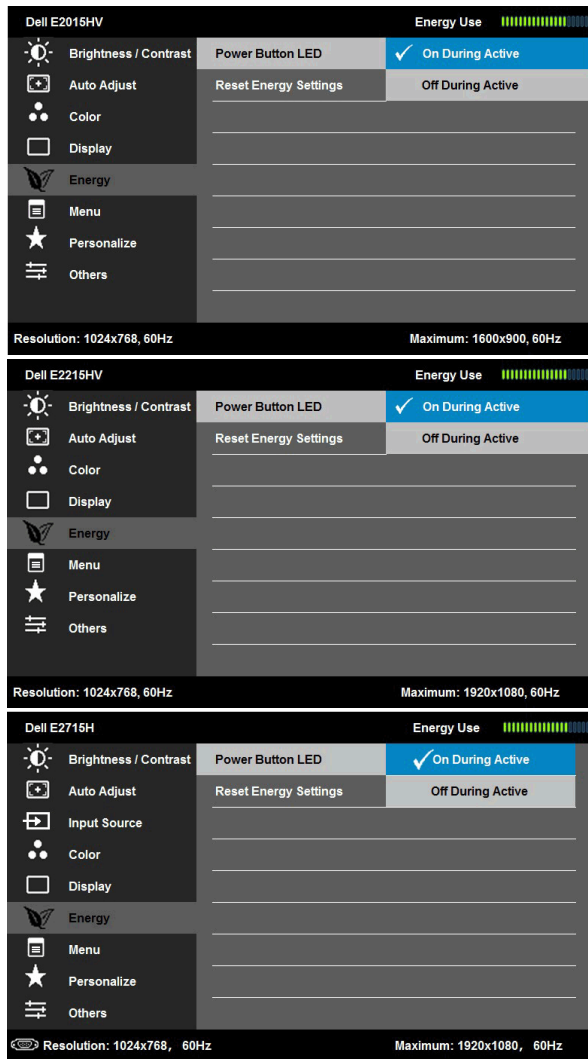 Dell E2015HV Energy Use
Brightness / Contrast Power Button LED ✓ On During Active
Auto Adjust Reset Energy Settings Off During Active
Color
Display
Energy
Menu
Personalize
Others
Resolution: 1024x768, 60Hz Maximum: 1600x900, 60Hz
Dell E2215HV Energy Use
Brightness / Contrast Power Button LED ✓ On During Active
Auto Adjust Reset Energy Settings Off During Active
Color
Display
Energy
Menu
Personalize
Others
Resolution: 1024x768, 60Hz Maximum: 1920x1080, 60Hz
Dell E2715H Energy Use
Brightness / Contrast Power Button LED ✓ On During Active
Auto Adjust Reset Energy Settings Off During Active
Input Source
Color
Display
Energy
Menu
Personalize
Others
Resolution: 1024x768, 60Hz Maximum: 1920x1080, 60Hz